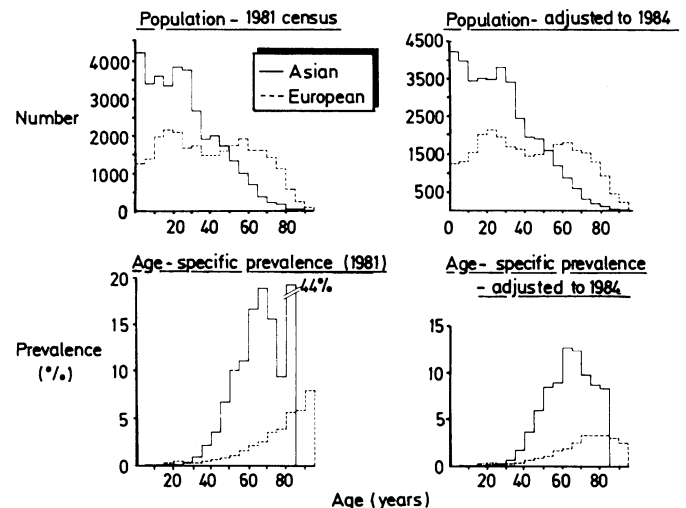 Population - 1981 census
Population- adjusted to 1984
4000
3000
2000
1000
0
Number
20 40 60 80
Asian
European
4500
3500
2500
1500
500
0 20 40 60 80
Age- specific prevalence (1981)
Age- specific prevalence
- adjusted to 1984
20
15
10
5
0
Prevalence
(%)
44%
20 40 60 80
15
10
5
0
20 40 60 80
Age (years)